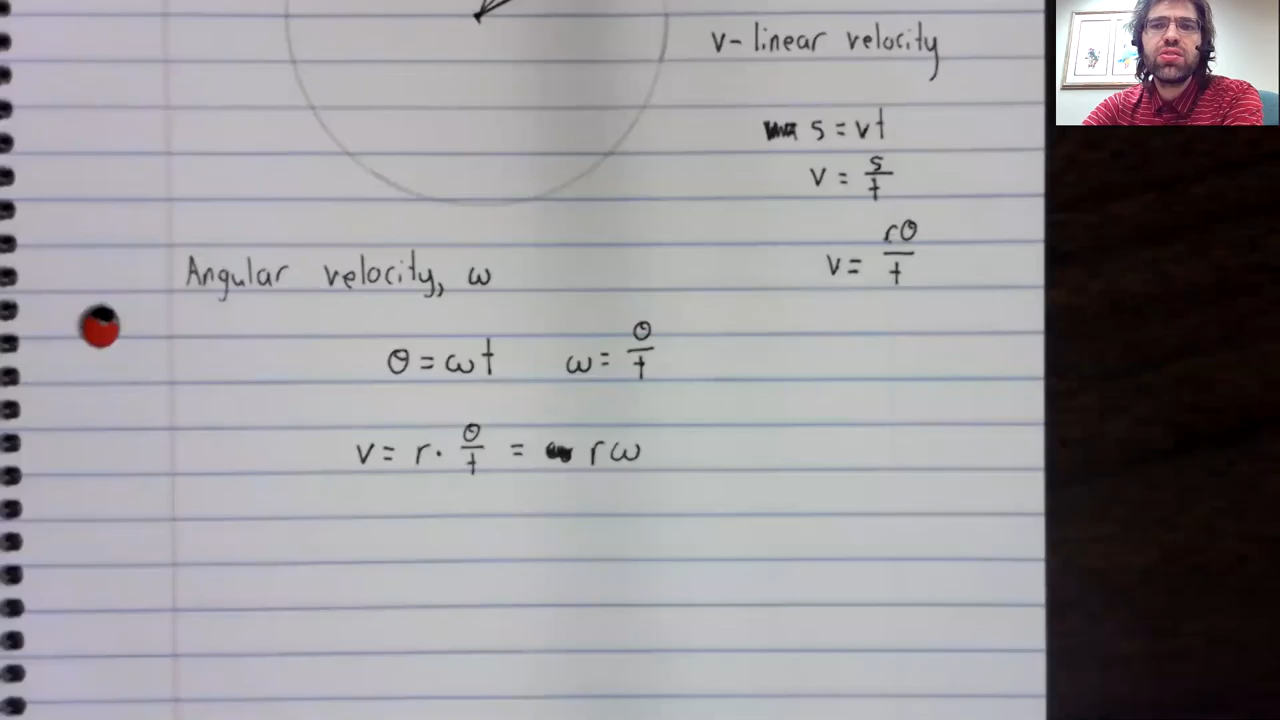 v - linear velocity
s = vt
v = s/t
v = rθ/t
Angular velocity, ω
θ = ωt ω = θ/t
v = r · θ/t = rω